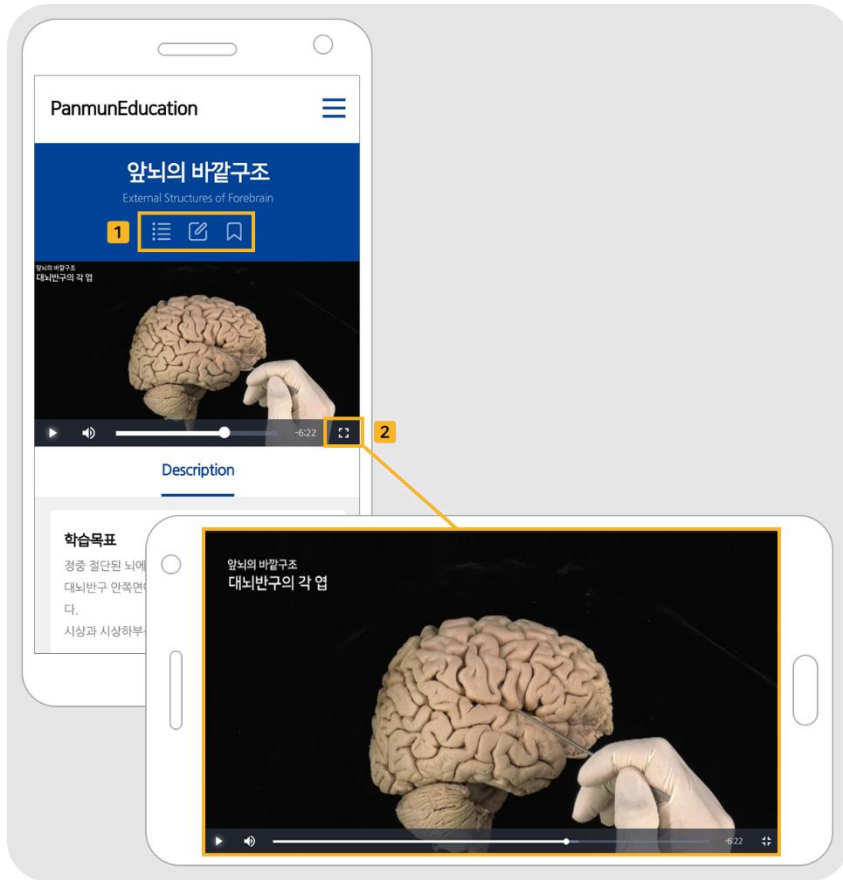 PanmunEducation
앞뇌의 바깥구조
External Structures of Forebrain
1
앞뇌의 바깥구조
대뇌반구의 각 엽
-6:22
2
Description
학습목표
정중 절단된 뇌에
대뇌반구 안쪽면
다.
시상과 시상하부
앞뇌의 바깥구조
대뇌반구의 각 엽
-6:22